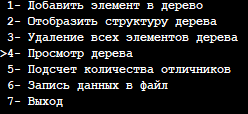 1- Добавить элемент в дерево
2- Отобразить структуру дерева
3- Удаление всех элементов дерева
>4- Просмотр дерева
5- Подсчет количества отличников
6- Запись данных в файл
7- Выход